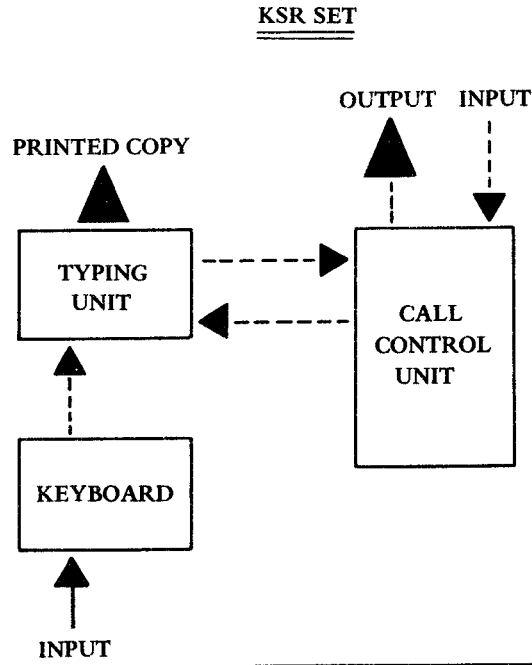 KSR SET
OUTPUT INPUT
PRINTED COPY
TYPING
UNIT
CALL
CONTROL
UNIT
KEYBOARD
INPUT